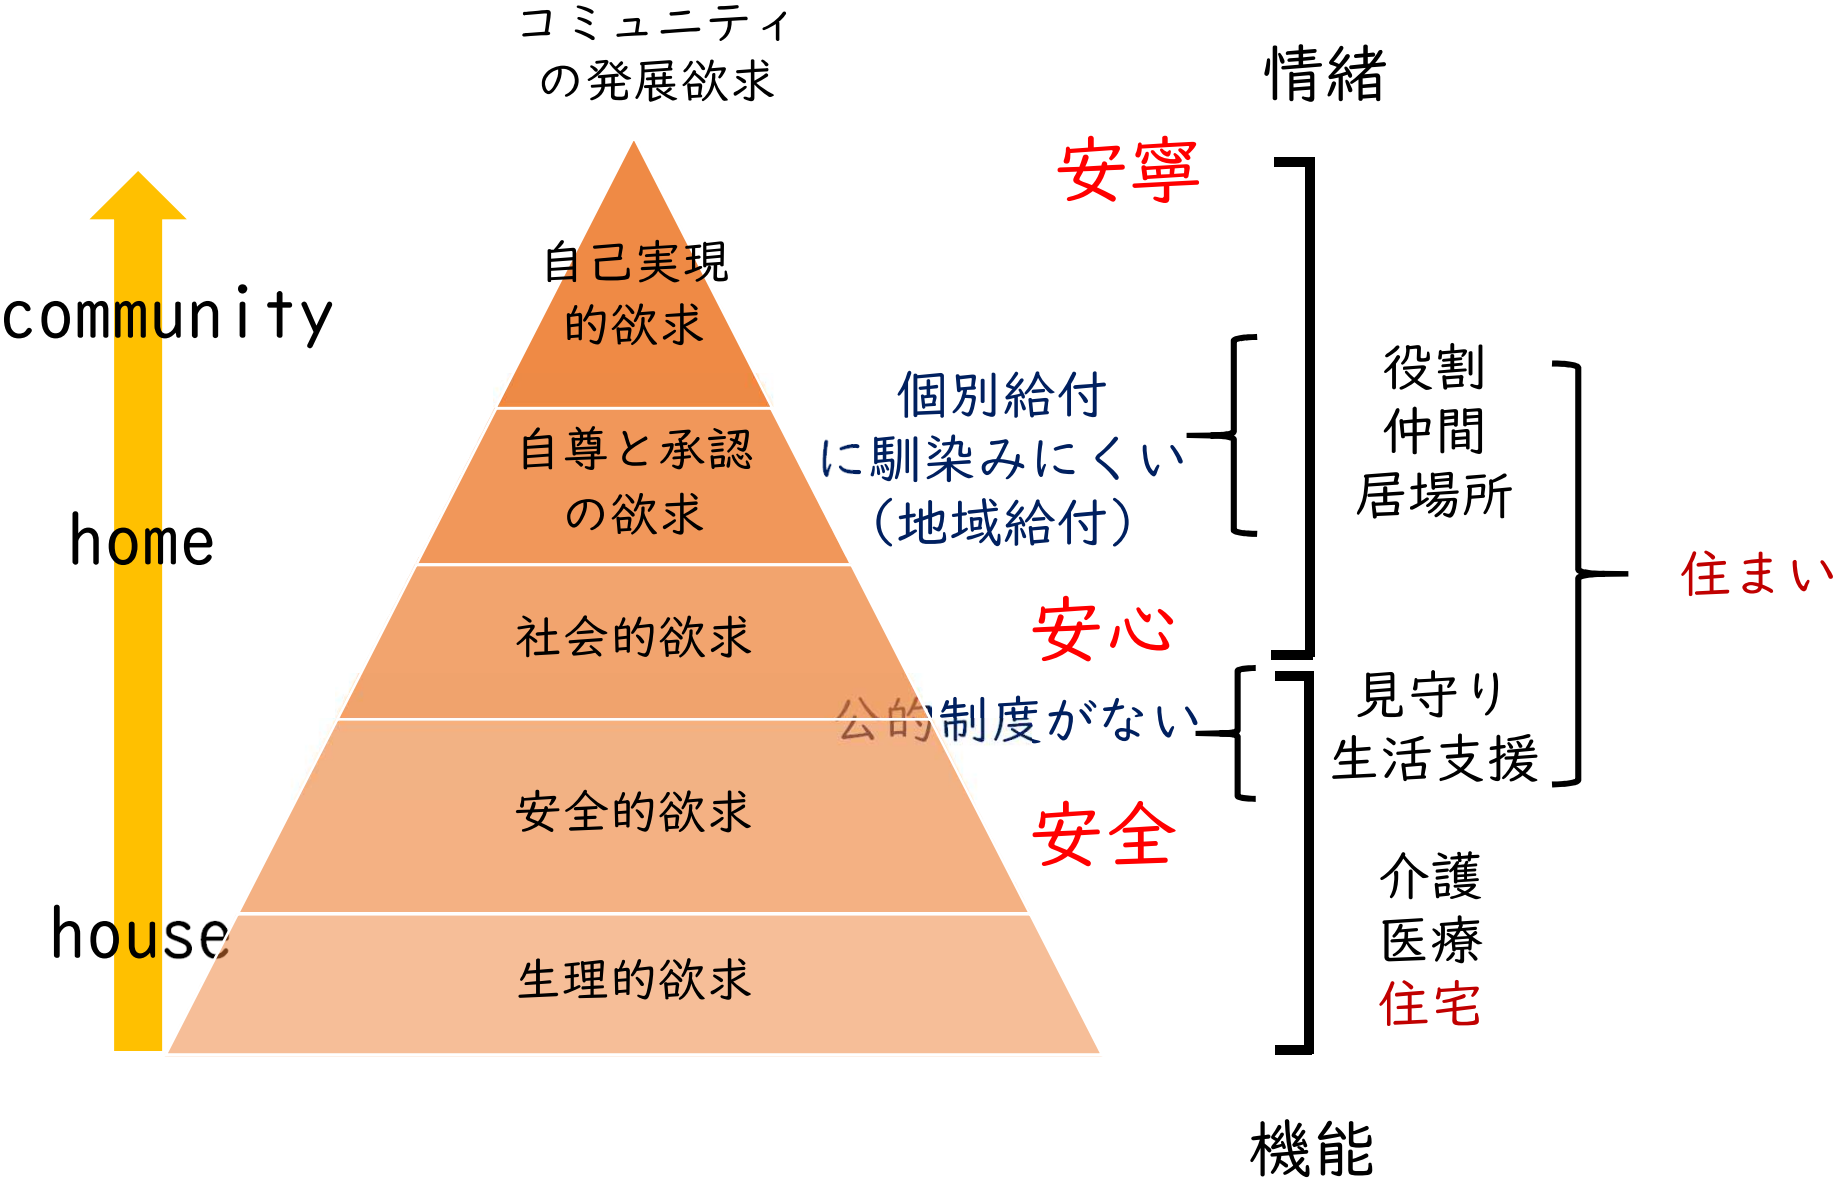 コミュニティ
の発展欲求
情緒
安寧
community
自己実現
的欲求
個別給付
に馴染みにくい
（地域給付）
役割
仲間
居場所
自尊と承認
の欲求
home
住まい
安心
社会的欲求
公的制度がない
見守り
生活支援
安全的欲求
安全
介護
医療
住宅
house
生理的欲求
機能